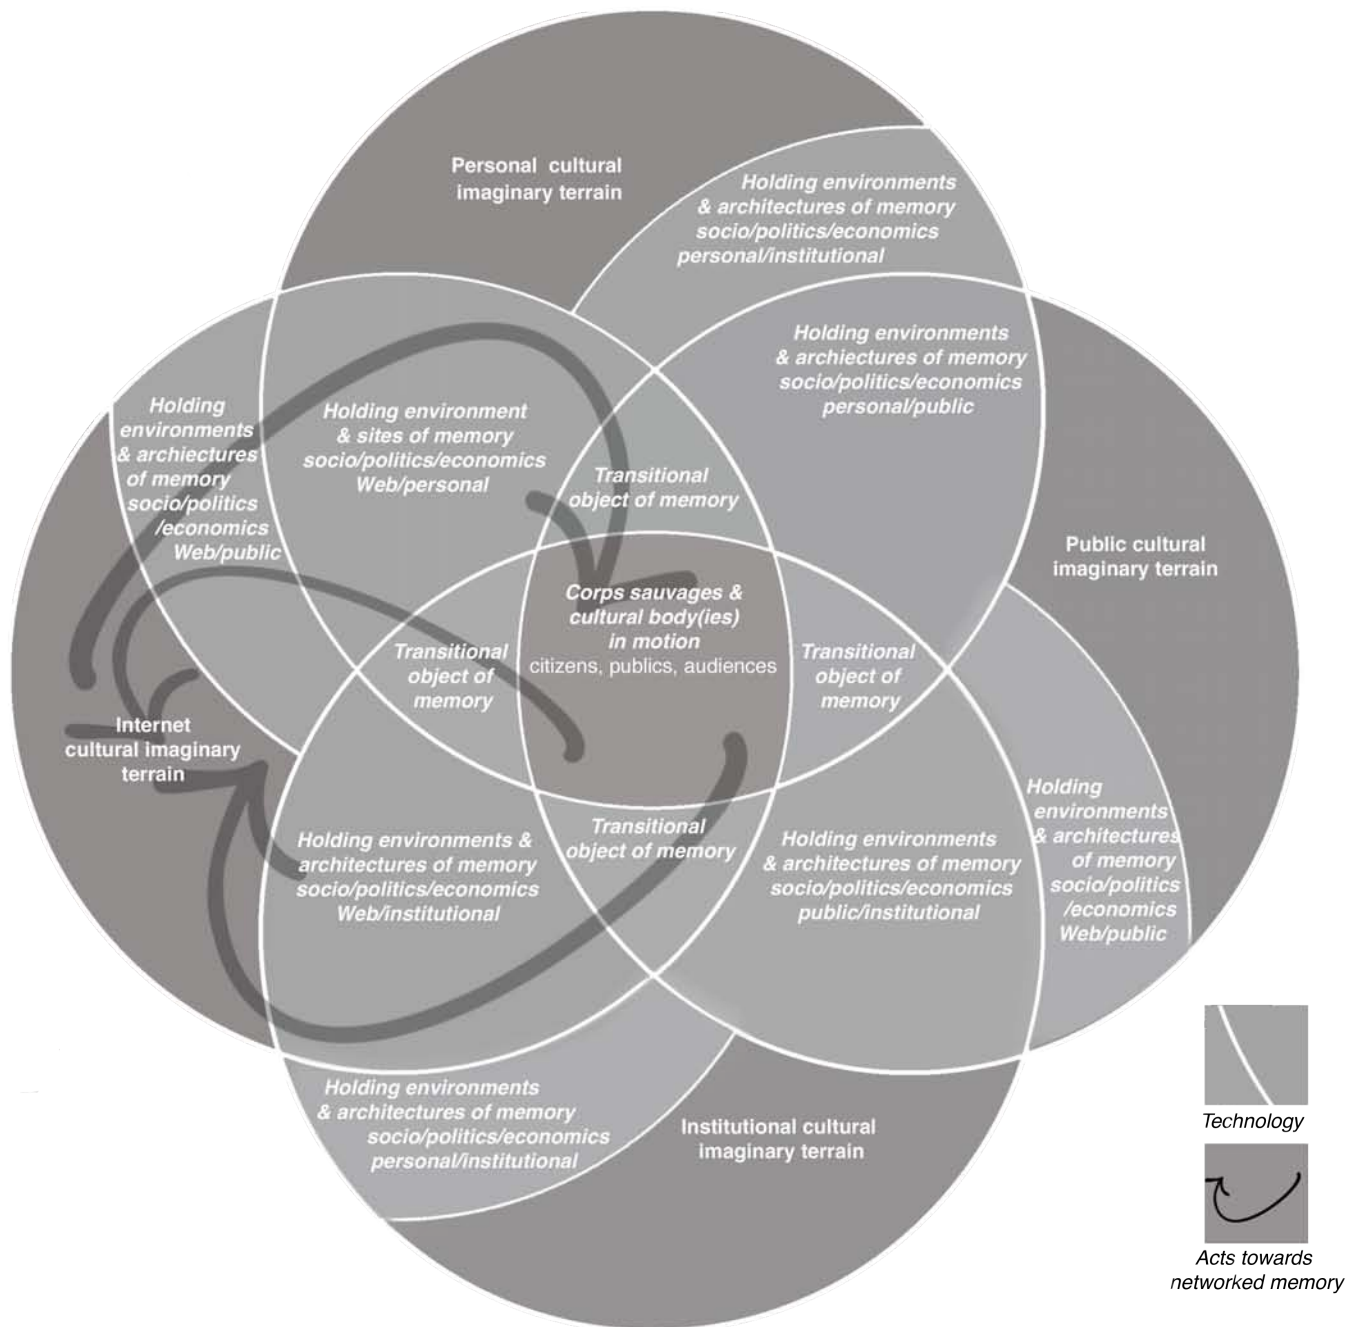 Personal cultural
imaginary terrain
Holding environments
& architectures of memory
socio/politics/economics
personal/institutional
Holding environments
& archiectures of memory
socio/politics/economics
personal/public
Holding
environments
& archiectures
of memory
socio/politics
/economics
Web/public
Holding environment
& sites of memory
socio/politics/economics
Web/personal
Transitional
object of memory
Public cultural
imaginary terrain
Corps sauvages &
cultural body(ies)
in motion
citizens, publics, audiences
Transitional
object of
memory
Transitional
object of
memory
Internet
cultural imaginary
terrain
Holding environments &
architectures of memory
socio/politics/economics
Web/institutional
Transitional
object of memory
Holding environments
& architectures of memory
socio/politics/economics
public/institutional
Holding
environments
& architectures
of memory
socio/politics
/economics
Web/public
Holding environments
& architectures of memory
socio/politics/economics
personal/institutional
Institutional cultural
imaginary terrain
Technology
Acts towards
networked memory